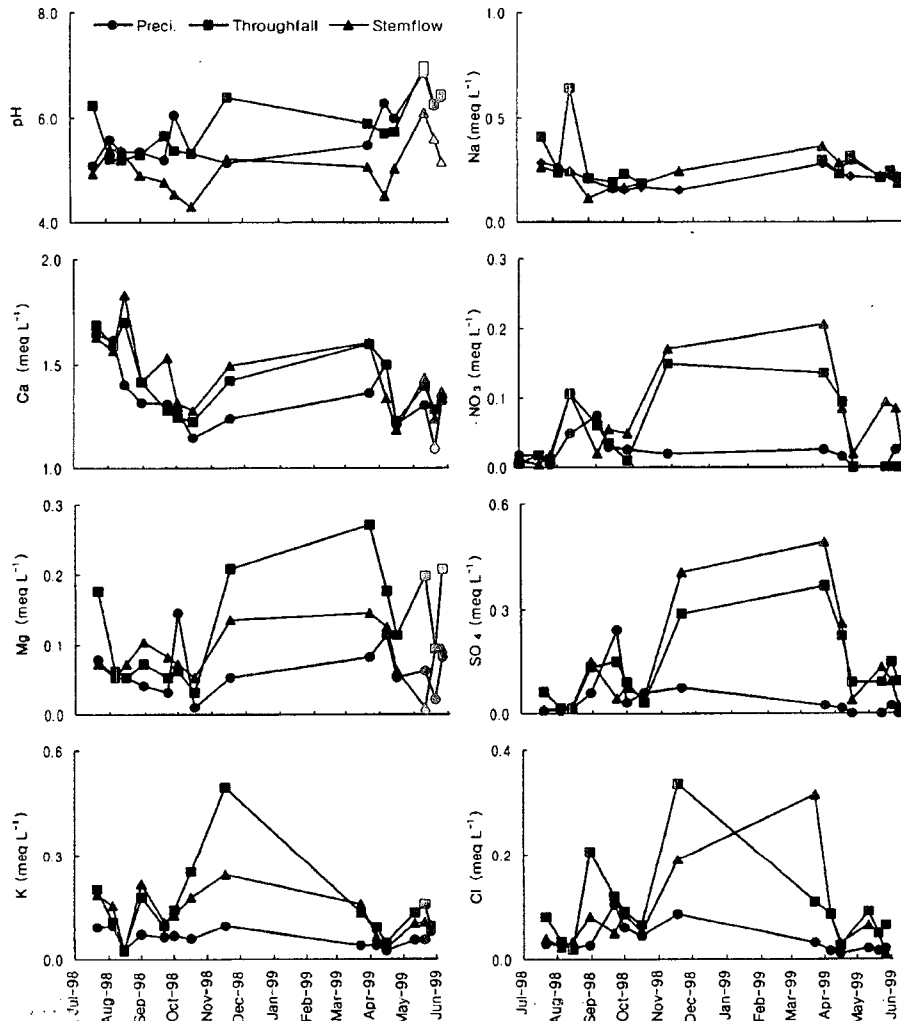 Preci. Throughfall Stemflow
pH
8.0
6.0
4.0
Na (meq L⁻¹)
1.0
0.5
0.0
Ca (meq L⁻¹)
2.0
1.5
1.0
NO₃ (meq L⁻¹)
0.3
0.2
0.1
0.0
Mg (meq L⁻¹)
0.3
0.2
0.1
0.0
SO₄ (meq L⁻¹)
0.6
0.3
0.0
K (meq L⁻¹)
0.6
0.3
0.0
Cl (meq L⁻¹)
0.4
0.2
0.0
Jul-98 Aug-98 Sep-98 Oct-98 Nov-98 Dec-98 Jan-99 Feb-99 Mar-99 Apr-99 May-99 Jun-99
Jul-98 Aug-98 Sep-98 Oct-98 Nov-98 Dec-98 Jan-99 Feb-99 Mar-99 Apr-99 May-99 Jun-99